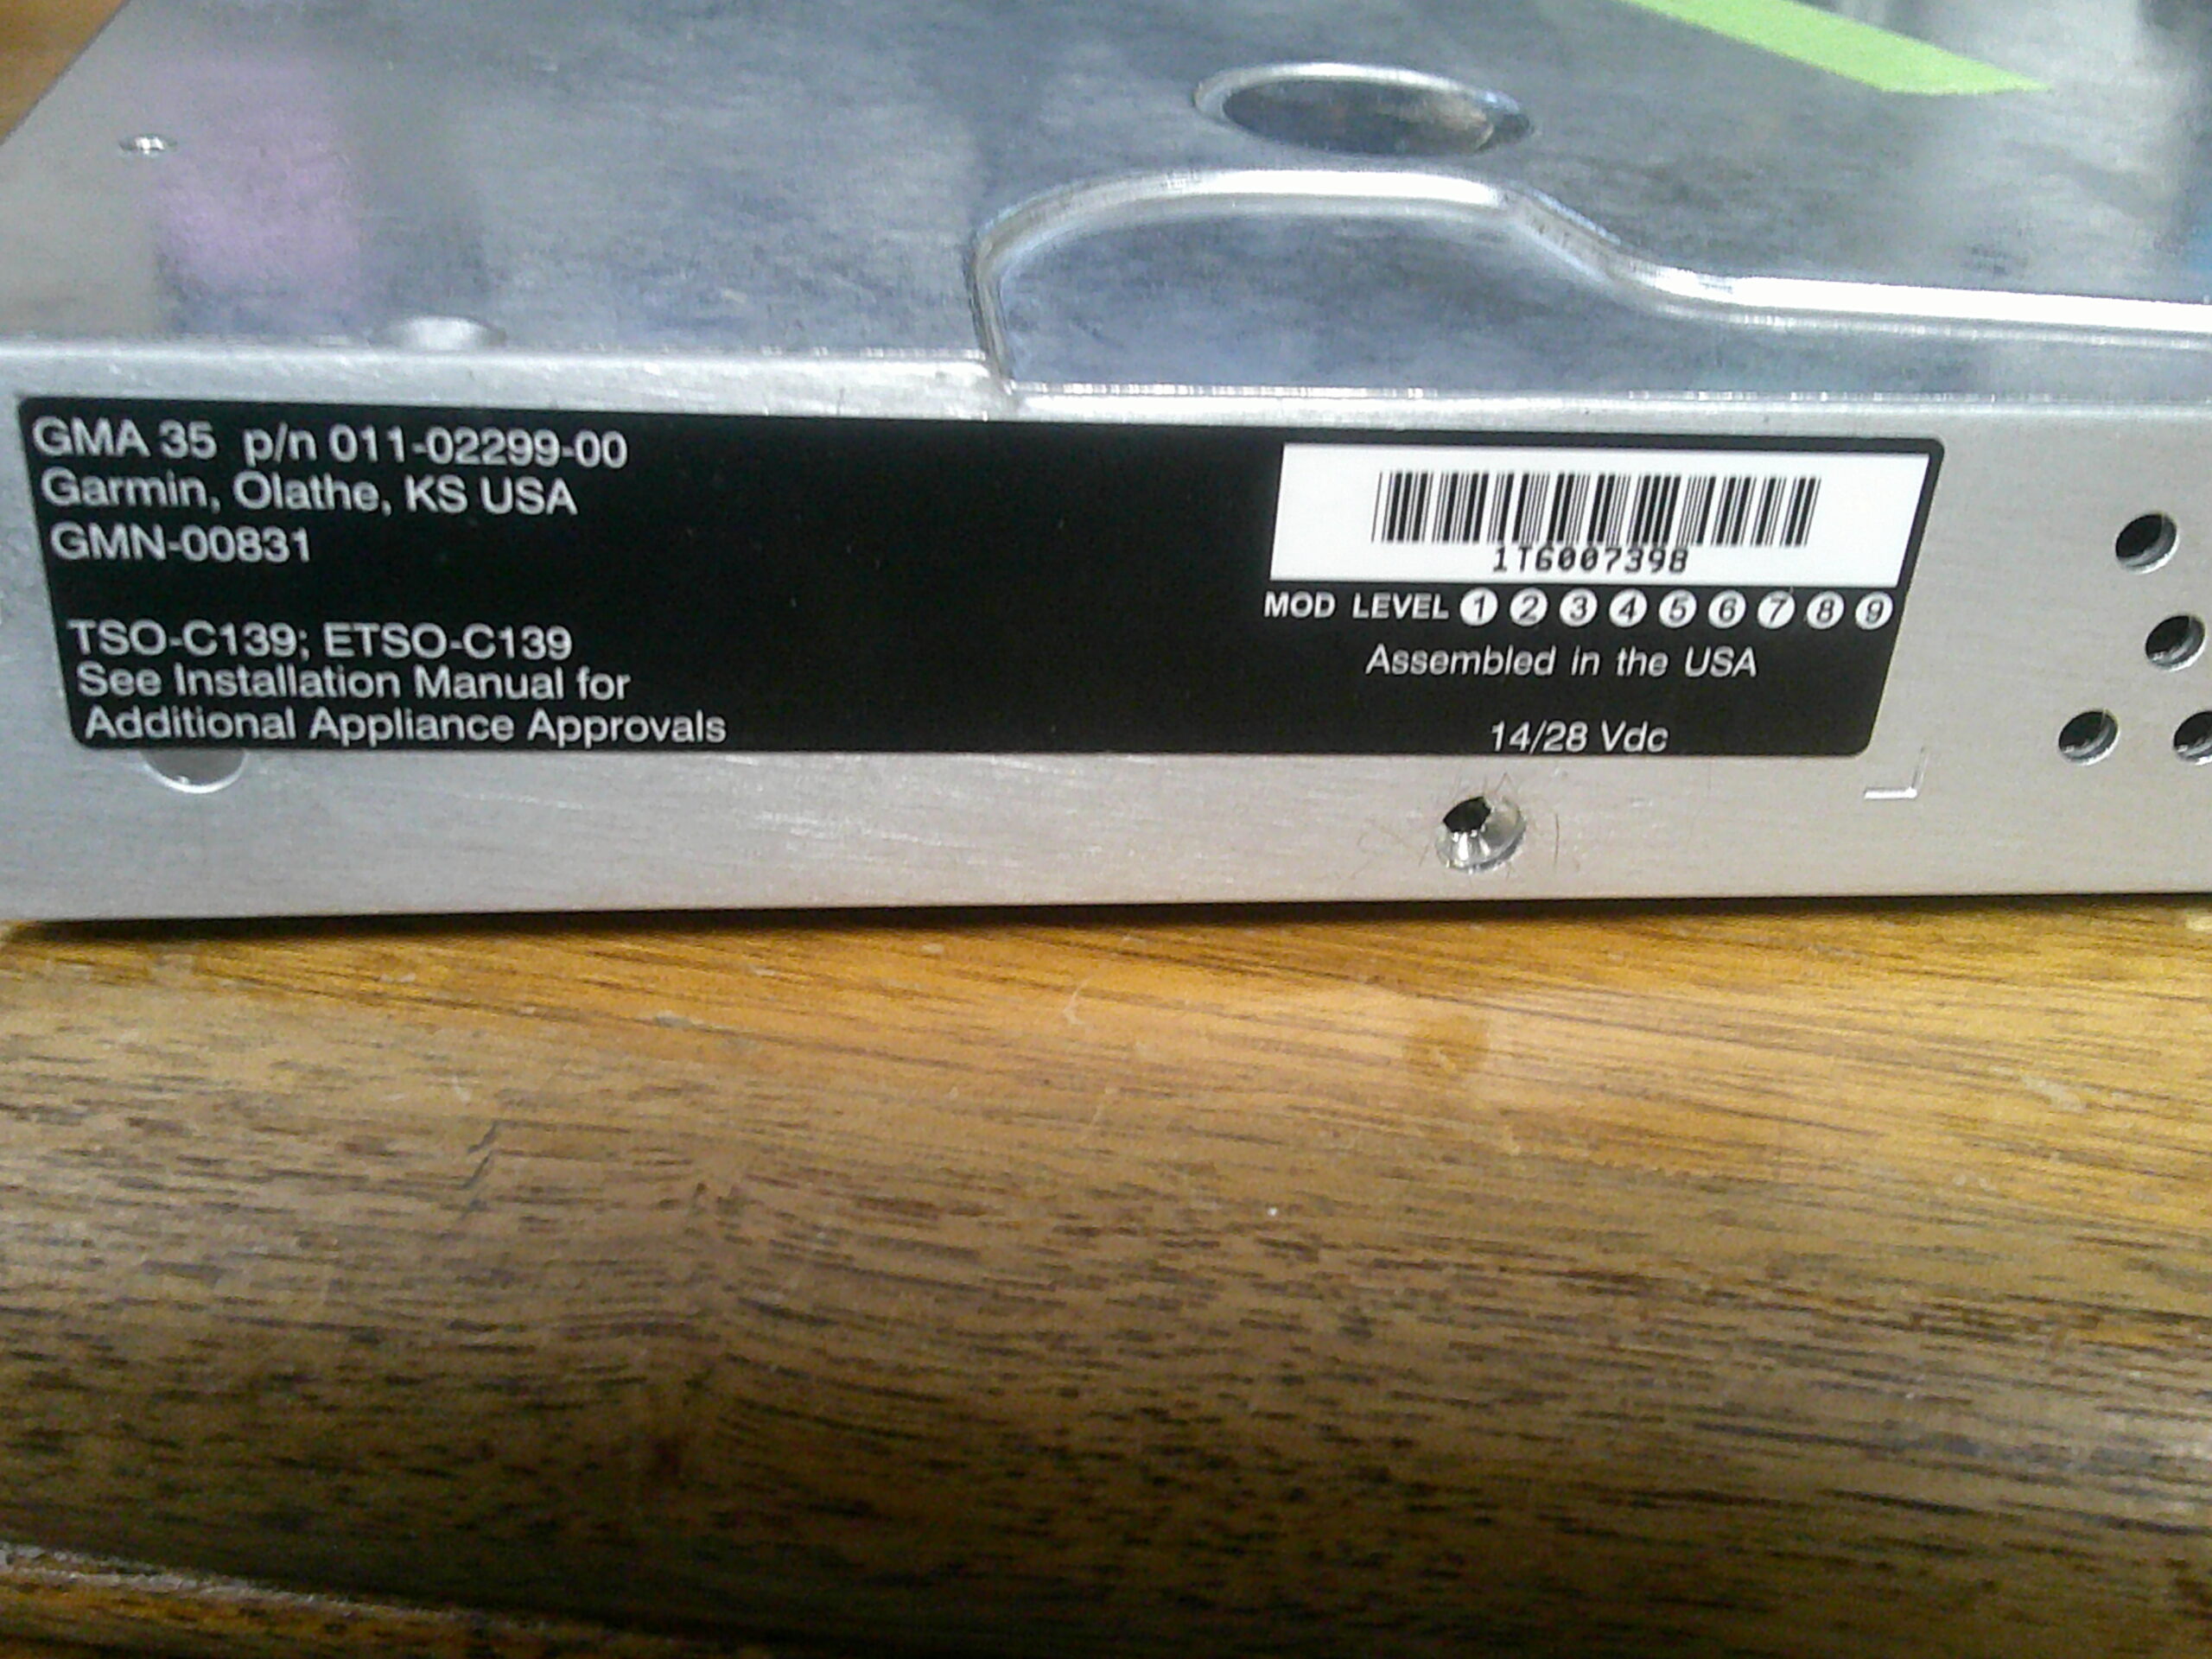 GMA 35 p/n 011-02299-00
Garmin, Olathe, KS USA
GMN-00831
TSO-C139; ETSO-C139
See Installation Manual for
Additional Appliance Approvals
1T6007398
MOD LEVEL 1 2 3 4 5 6 7 8 9
Assembled in the USA
14/28 Vdc